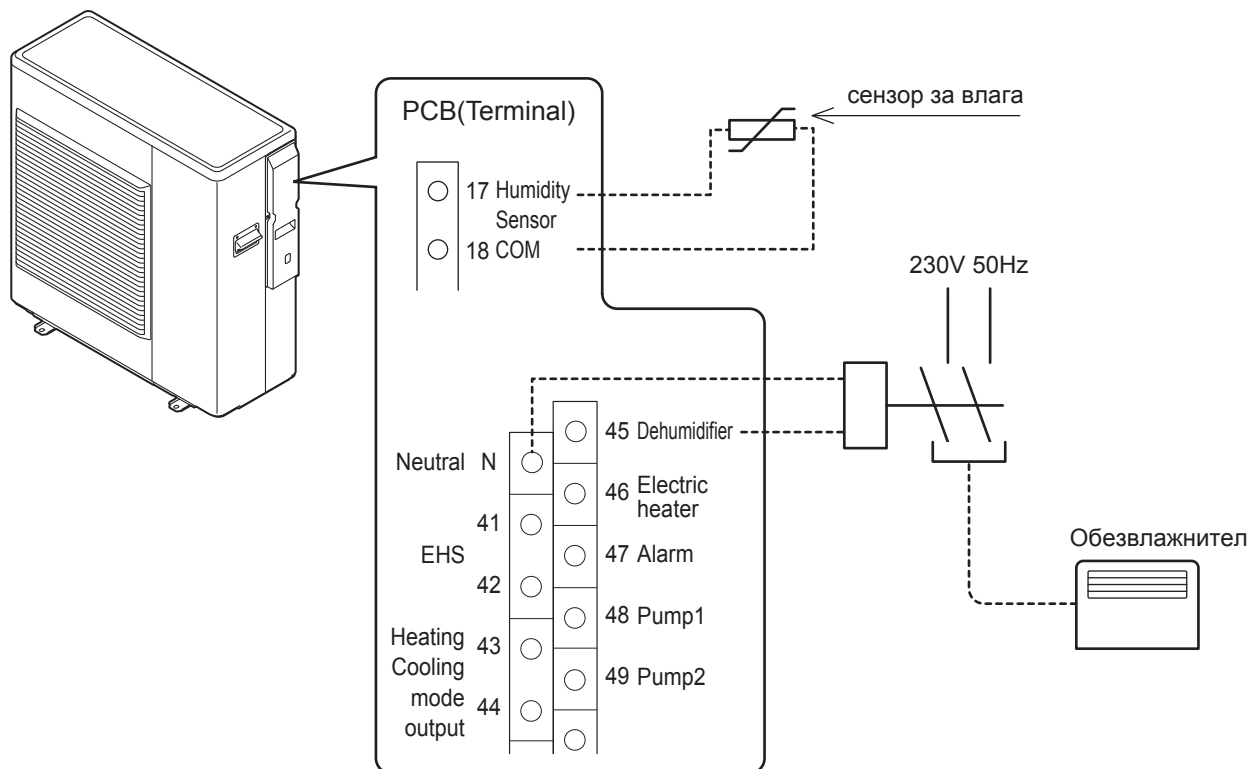 PCB(Terminal)
сензор за влага
17 Humidity
Sensor
18 COM
230V 50Hz
45 Dehumidifier
Neutral N
46 Electric
heater
41
EHS
42
47 Alarm
Обезвлажнител
48 Pump1
Heating 43
Cooling
mode 44
output
49 Pump2